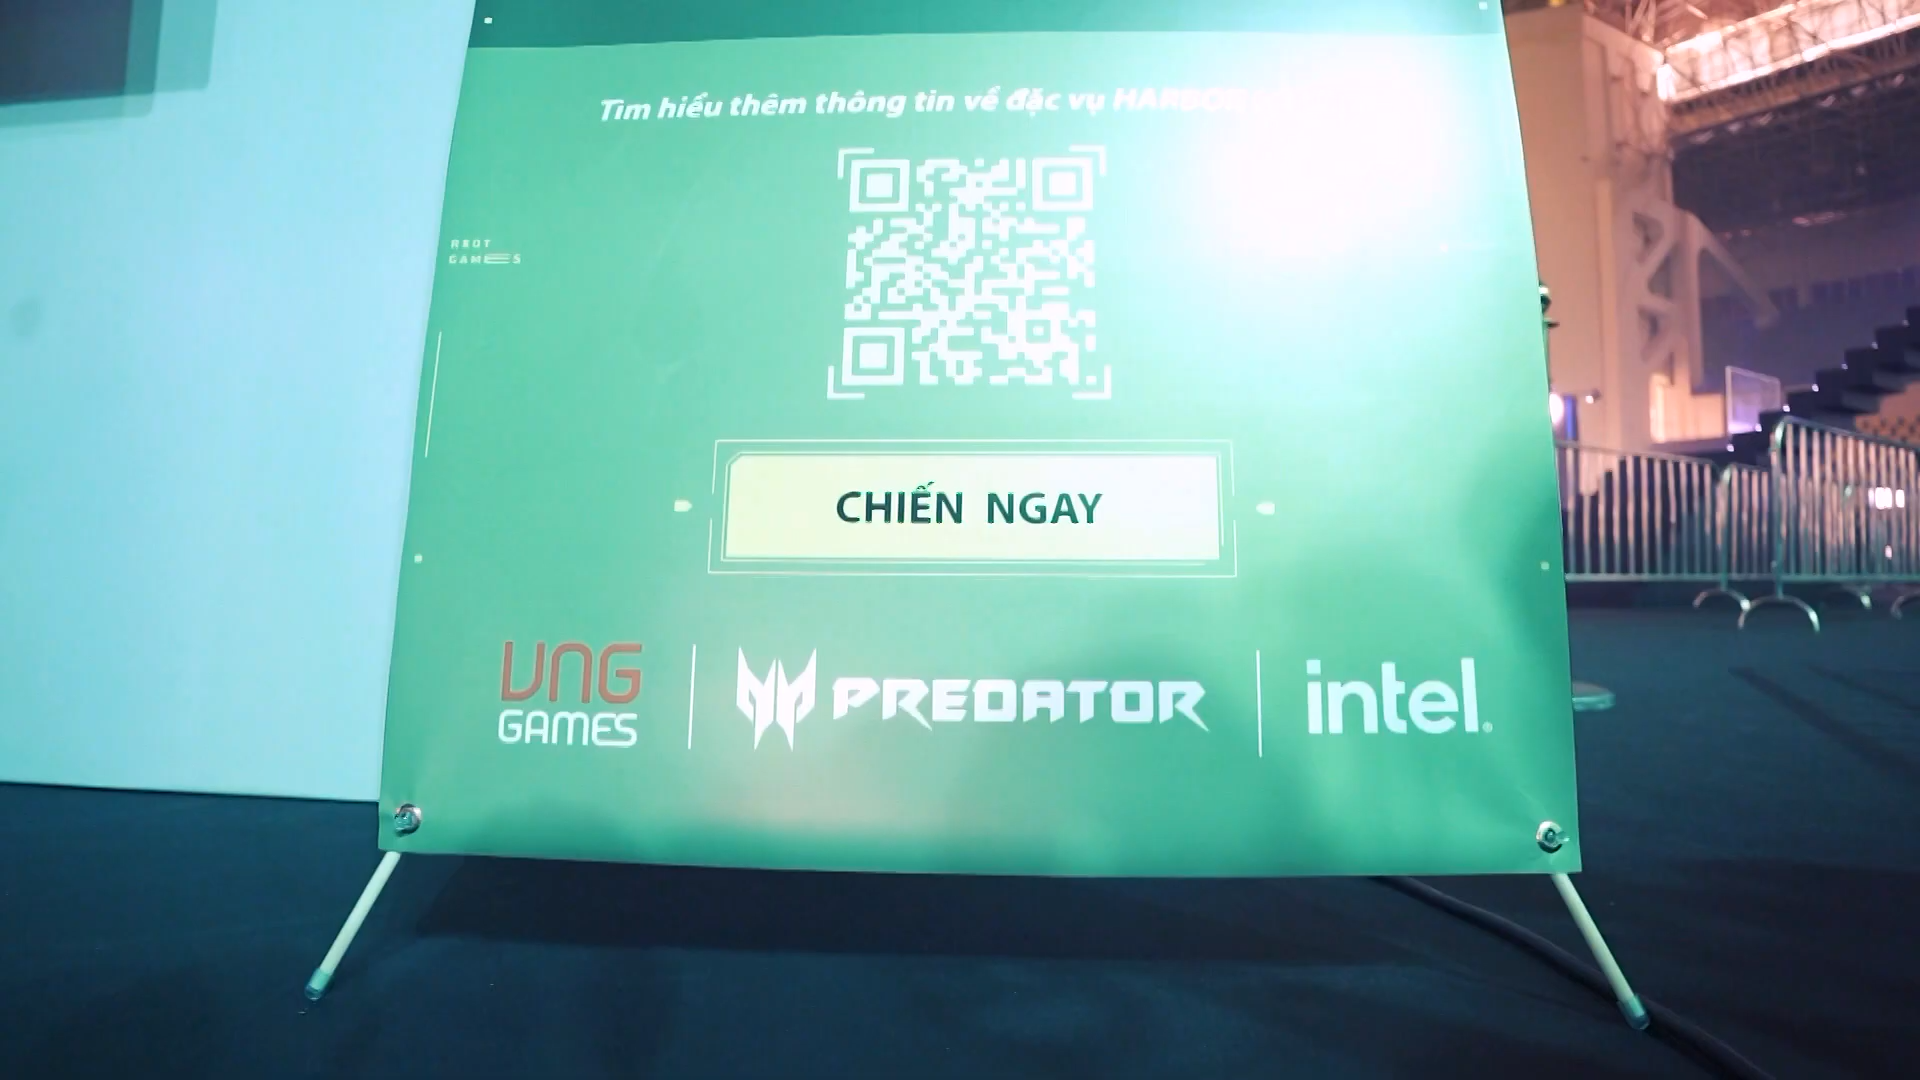 Tìm hiểu thêm thông tin về đặc vụ HARBOR
RIOT
GAMES
CHIẾN NGAY
VNG
GAMES
PREDATOR
intel